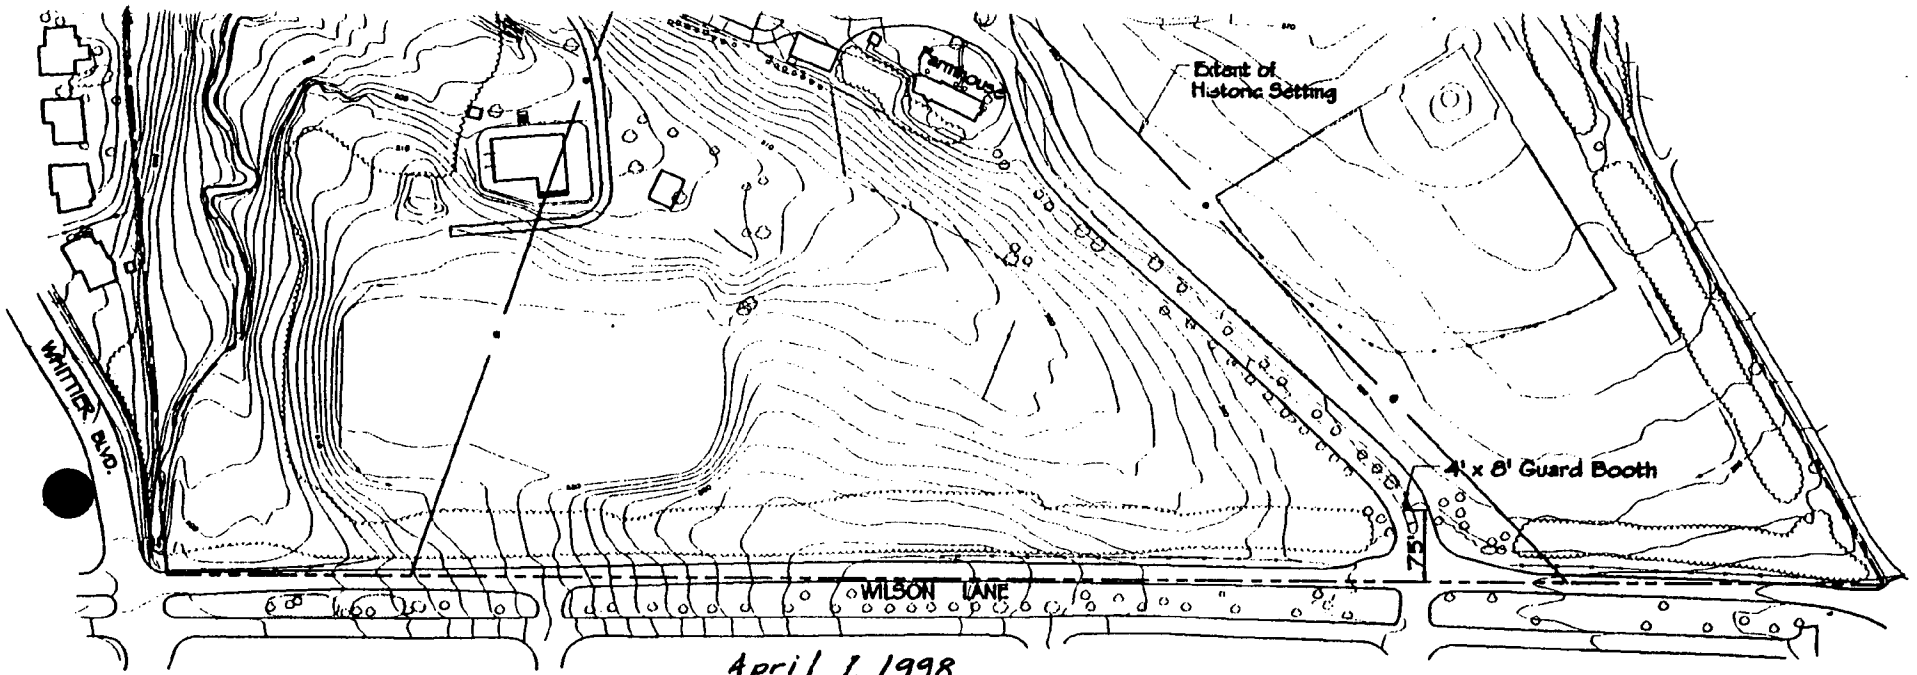 Farmhouse
Extent of
Historic Setting
WHITTIER BLVD.
4' x 8' Guard Booth
75'
WILSON LANE
April 1, 1998